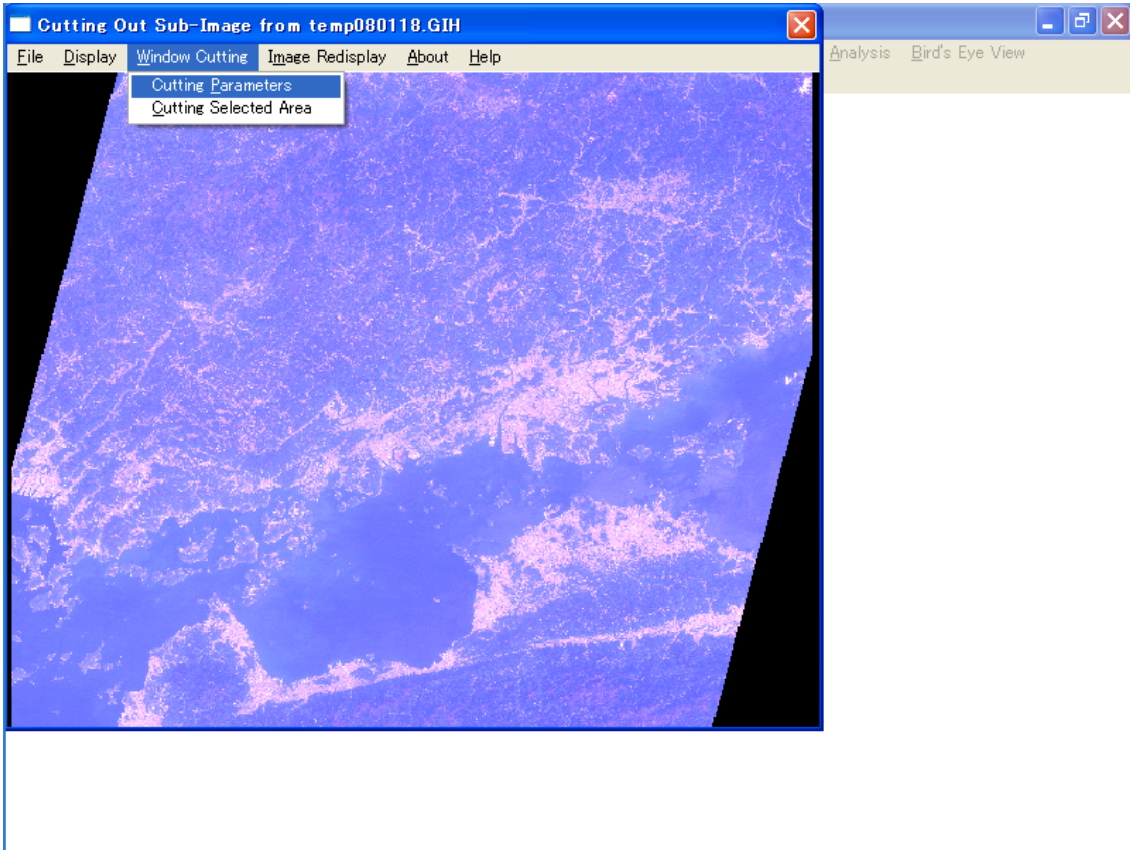 Cutting Out Sub-Image from temp080118.GIH
File Display Window Cutting Image Redisplay About Help
Analysis Bird's Eye View
Cutting Parameters
Cutting Selected Area